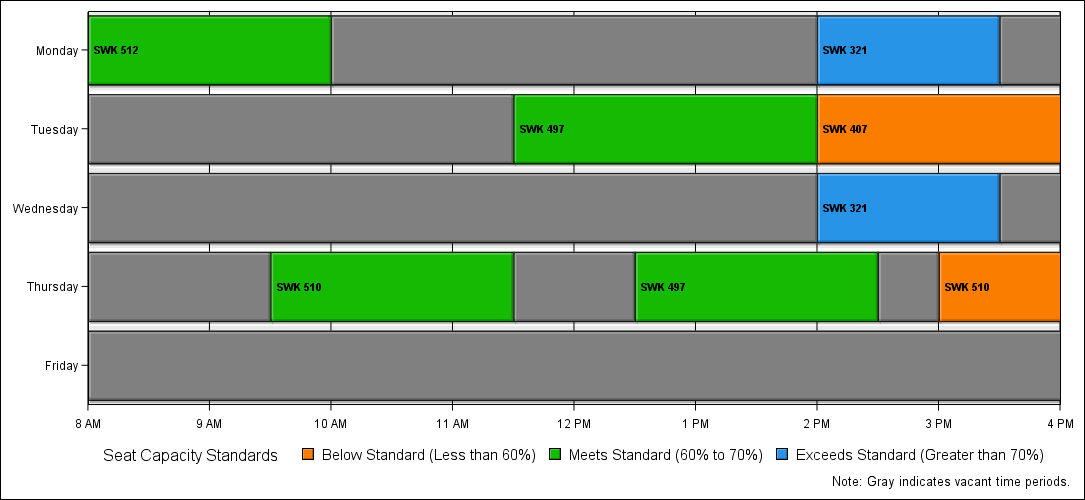 Monday
SWK 512
SWK 321
Tuesday
SWK 497
SWK 407
Wednesday
SWK 321
Thursday
SWK 510
SWK 497
SWK 510
Friday
8 AM 9 AM 10 AM 11 AM 12 PM 1 PM 2 PM 3 PM 4 PM
Seat Capacity Standards Below Standard (Less than 60%) Meets Standard (60% to 70%) Exceeds Standard (Greater than 70%)
Note: Gray indicates vacant time periods.